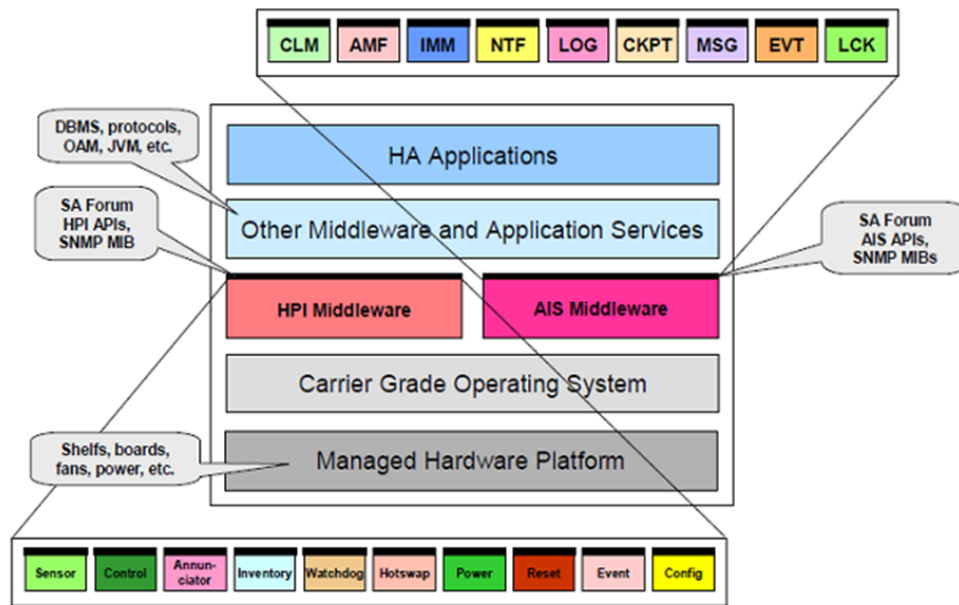 CLM AMF IMM NTF LOG CKPT MSG EVT LCK
DBMS, protocols,
OAM, JVM, etc.
HA Applications
SA Forum
HPI APIs,
SNMP MIB
Other Middleware and Application Services
SA Forum
AIS APIs,
SNMP MIBs
HPI Middleware
AIS Middleware
Carrier Grade Operating System
Shelfs, boards,
fans, power, etc.
Managed Hardware Platform
Sensor Control Annun-
ciator Inventory Watchdog Hotswap Power Reset Event Config